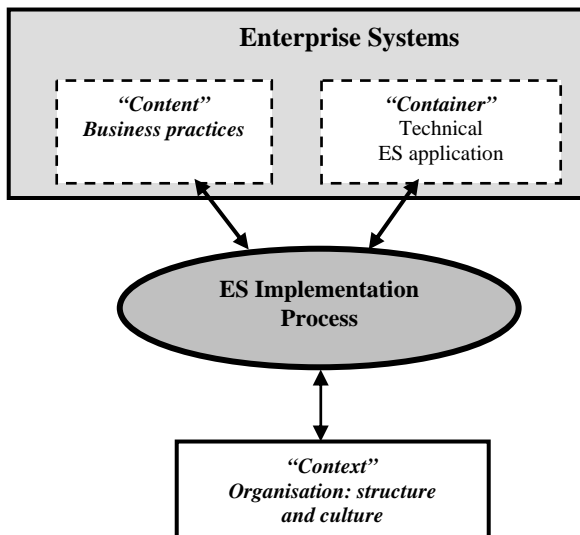 Enterprise Systems
“Content”
Business practices
“Container”
Technical
ES application
ES Implementation
Process
“Context”
Organisation: structure
and culture